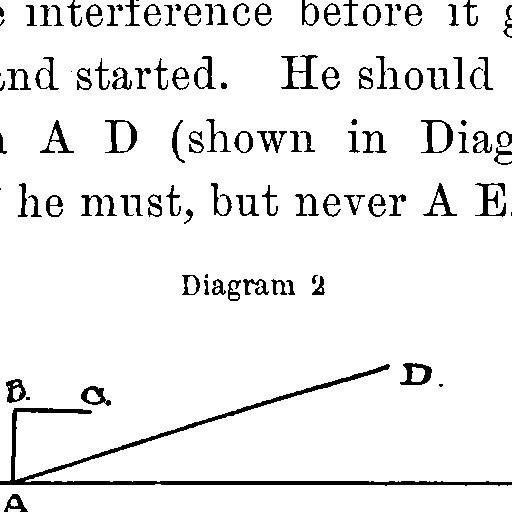 interference before it
and started. He should
A D (shown in Diag
he must, but never A E.
Diagram 2
B. C. D.
A